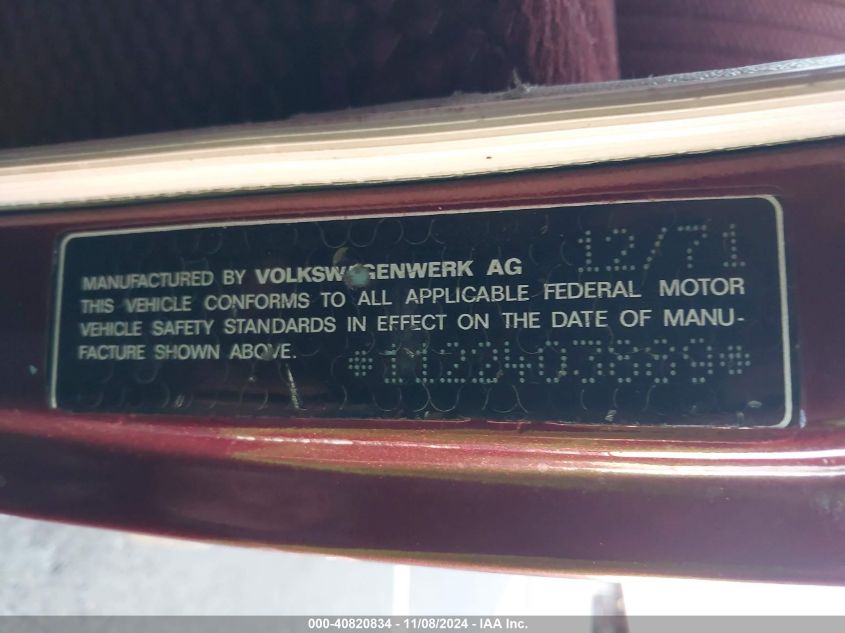 MANUFACTURED BY VOLKSWAGENWERK AG 12/71
THIS VEHICLE CONFORMS TO ALL APPLICABLE FEDERAL MOTOR
VEHICLE SAFETY STANDARDS IN EFFECT ON THE DATE OF MANU-
FACTURE SHOWN ABOVE. *1122403889*
000-40820834 - 11/08/2024 - IAA Inc.